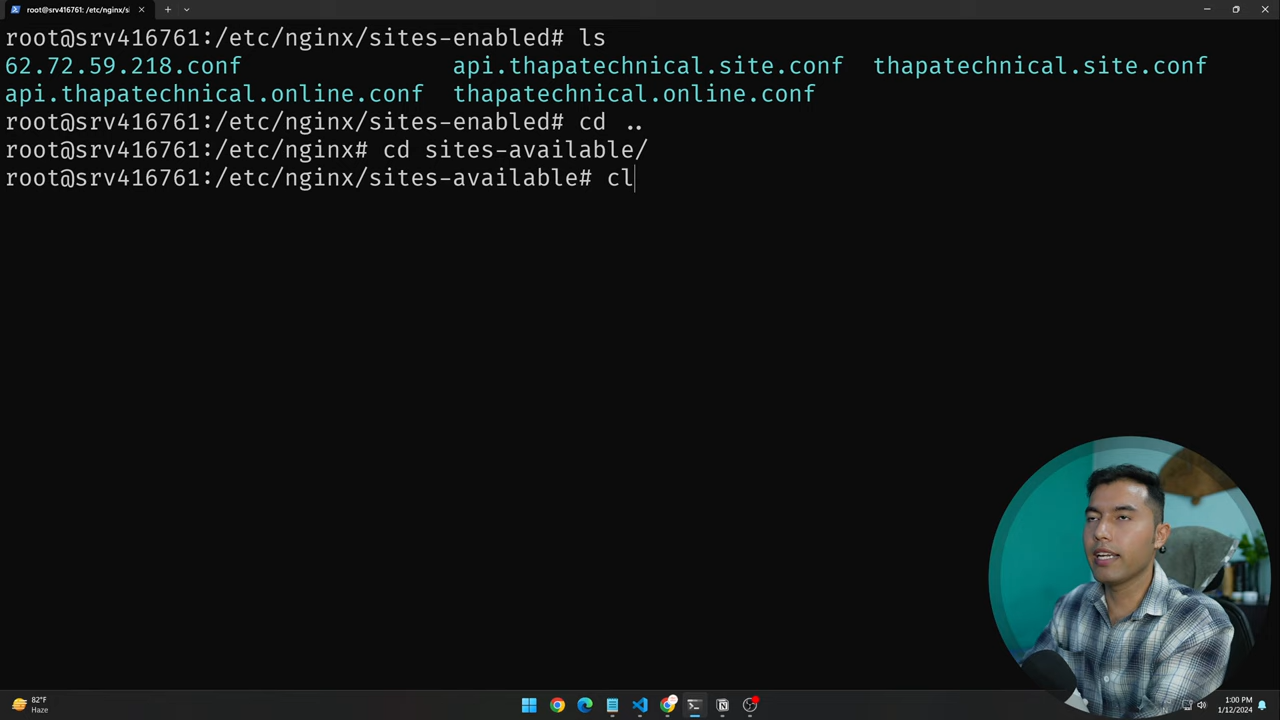 root@srv416761: /etc/nginx/s
root@srv416761:/etc/nginx/sites-enabled# ls
62.72.59.218.conf api.thapatechnical.site.conf thapatechnical.site.conf
api.thapatechnical.online.conf thapatechnical.online.conf
root@srv416761:/etc/nginx/sites-enabled# cd ..
root@srv416761:/etc/nginx# cd sites-available/
root@srv416761:/etc/nginx/sites-available# cl
82°F
Haze
1:00 PM
1/12/2024